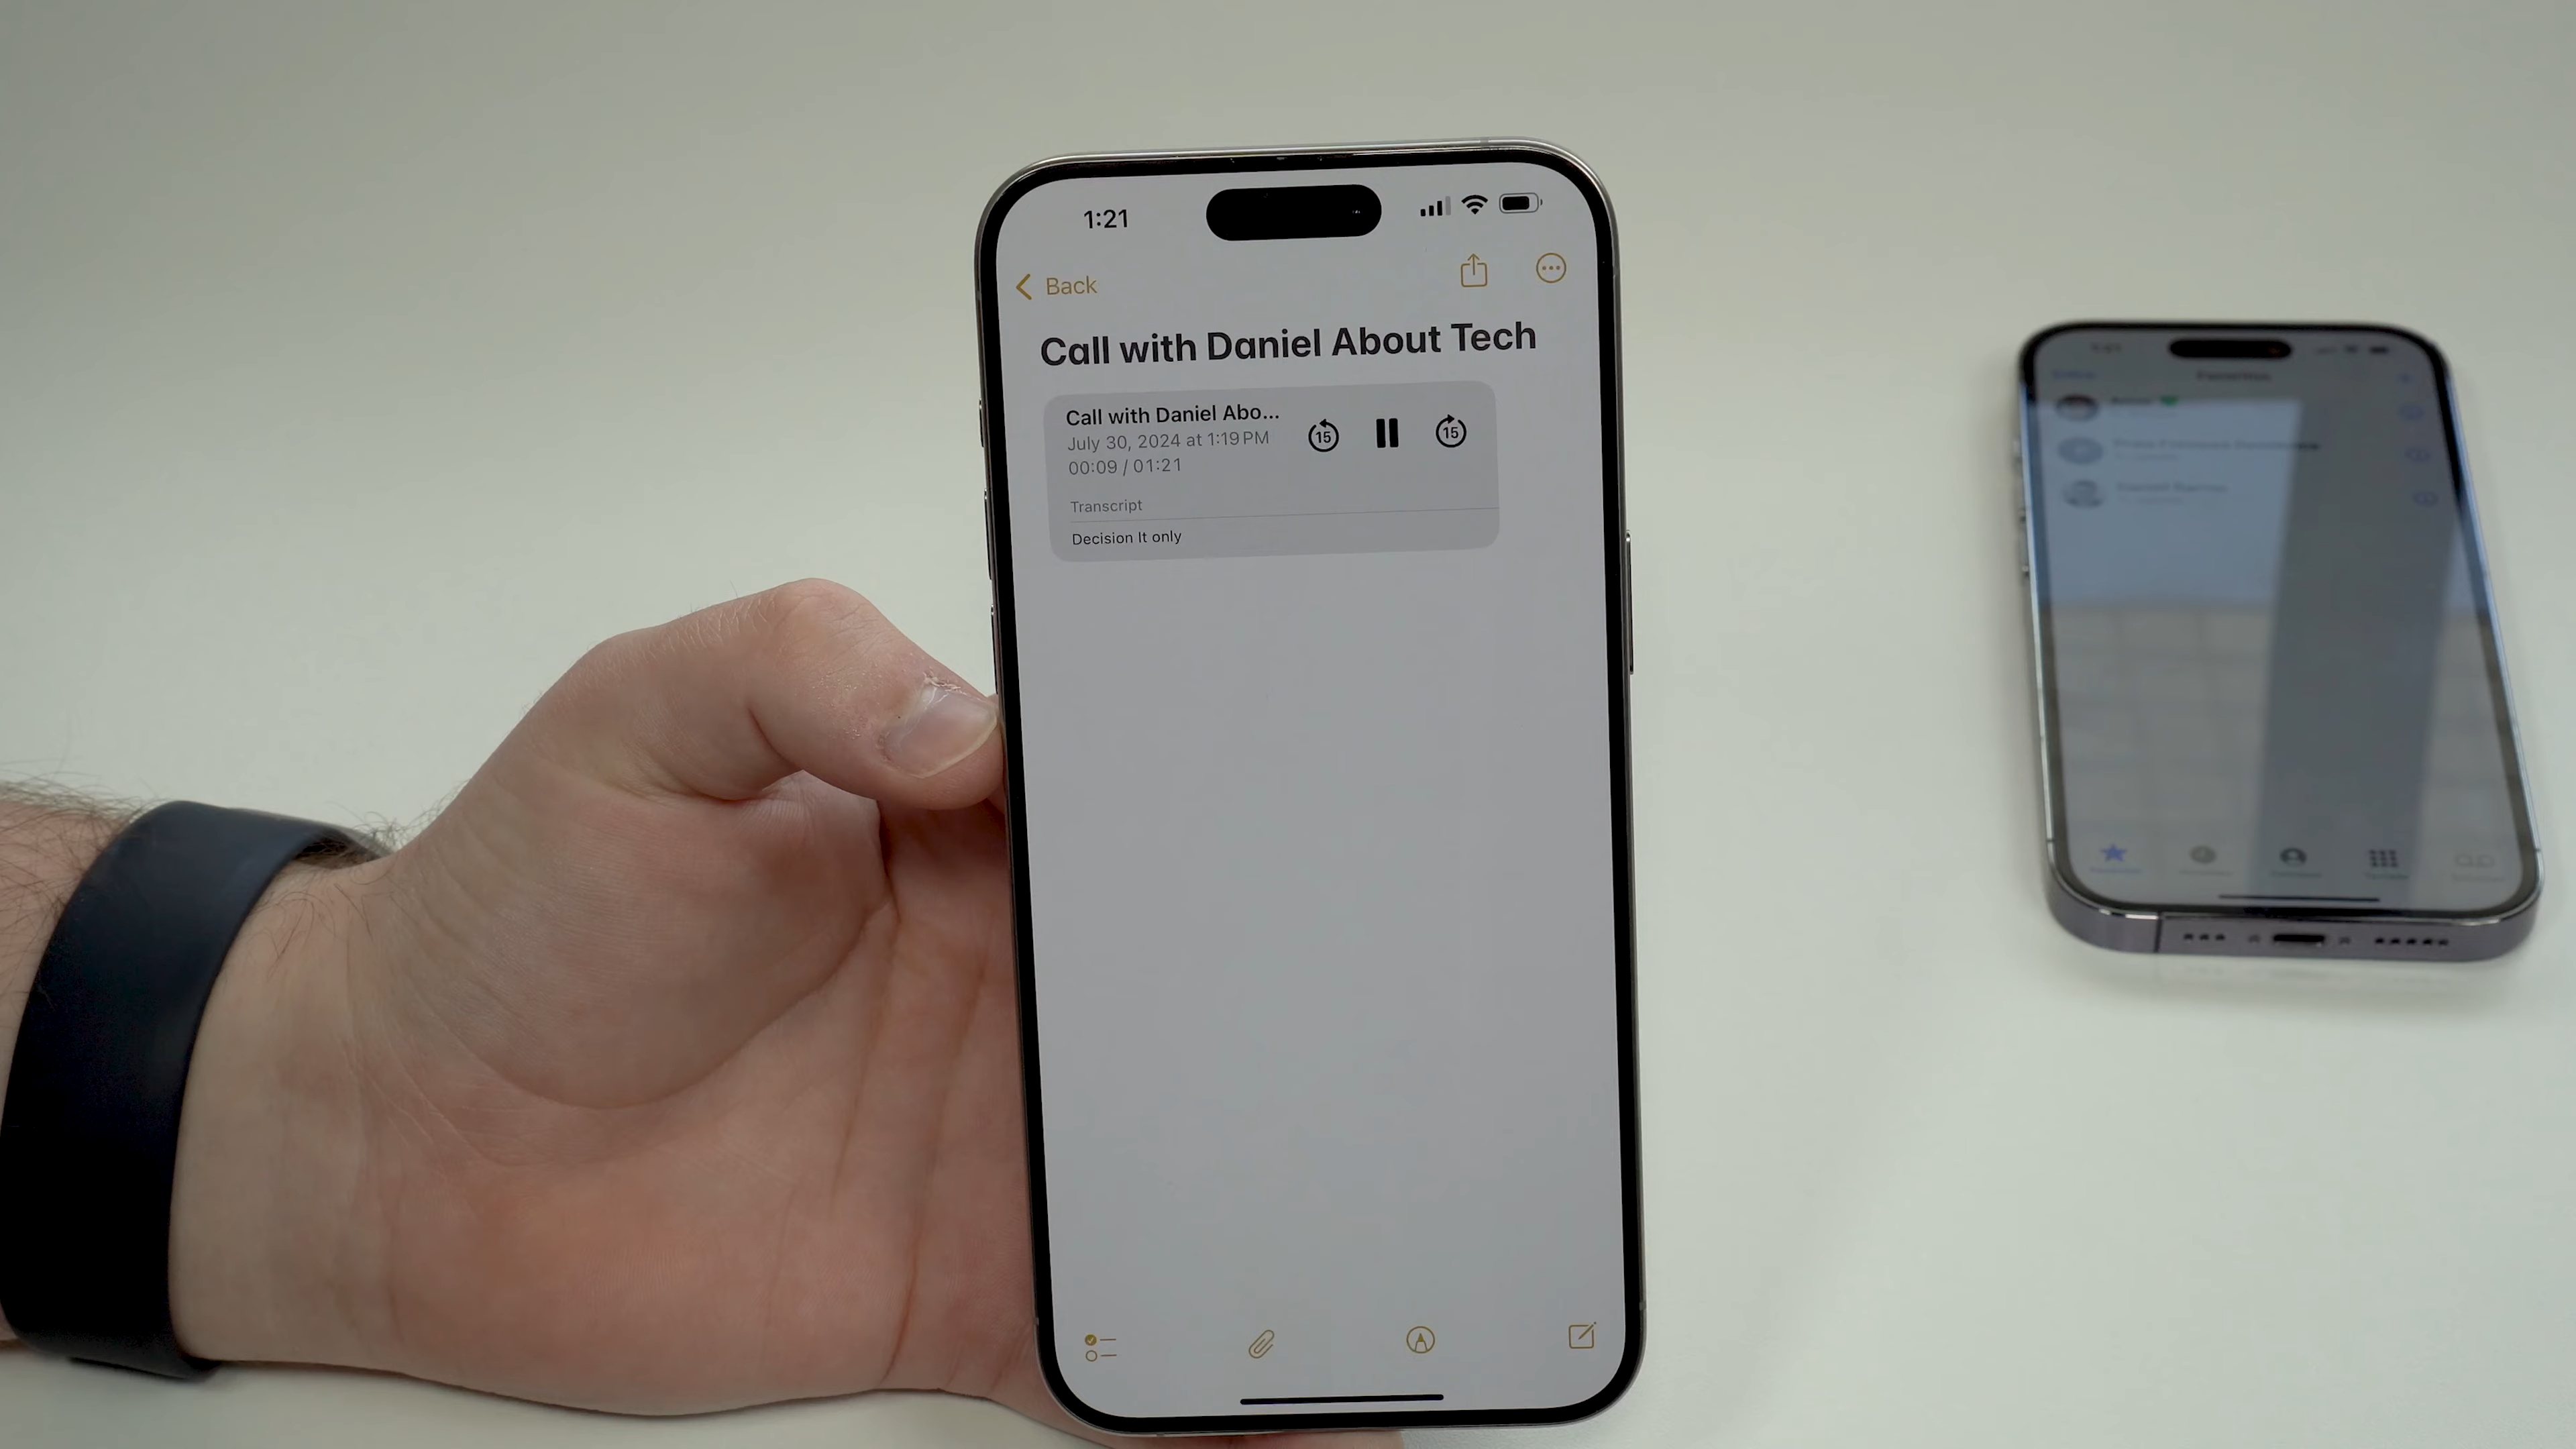 1:21
Back
Call with Daniel About Tech
Call with Daniel Abo...
July 30, 2024 at 1:19 PM
00:09 / 01:21
15
15
Transcript
Decision It only